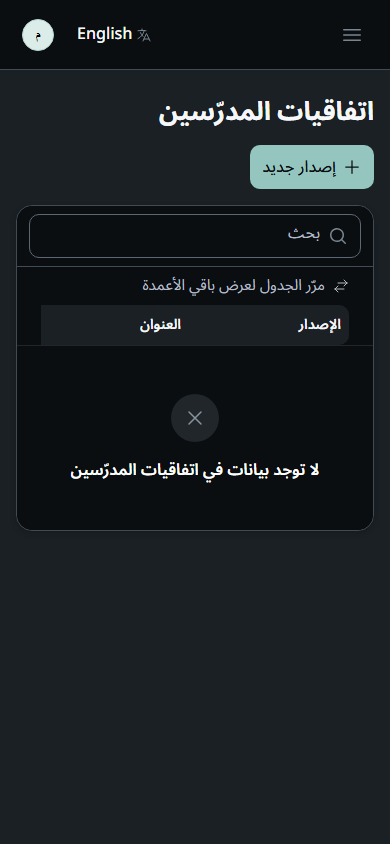 English
م
اتفاقيات المدرّسين
إصدار جديد
بحث
مرّر الجدول لعرض باقي الأعمدة
الإصدار العنوان
لا توجد بيانات في اتفاقيات المدرّسين